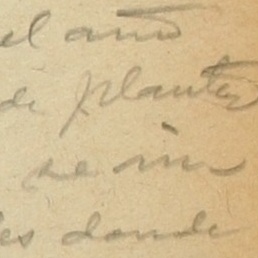 el año
de plantas
se in
es donde